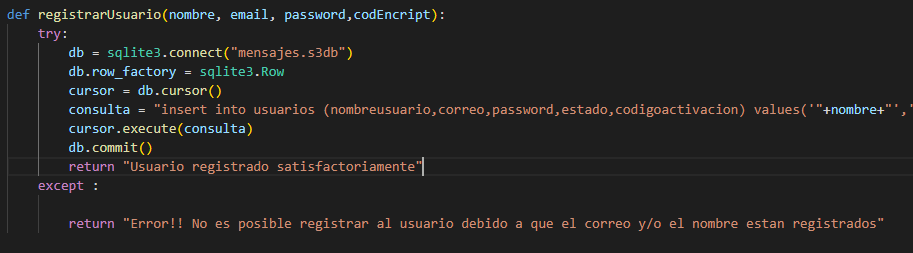 def registrarUsuario(nombre, email, password,codEncript):
try:
db = sqlite3.connect("mensajes.s3db")
db.row_factory = sqlite3.Row
cursor = db.cursor()
consulta = "insert into usuarios (nombreusuario,correo,password,estado,codigoactivacion) values('"+nombre+"','
cursor.execute(consulta)
db.commit()
return "Usuario registrado satisfactoriamente"
except :
return "Error!! No es posible registrar al usuario debido a que el correo y/o el nombre estan registrados"